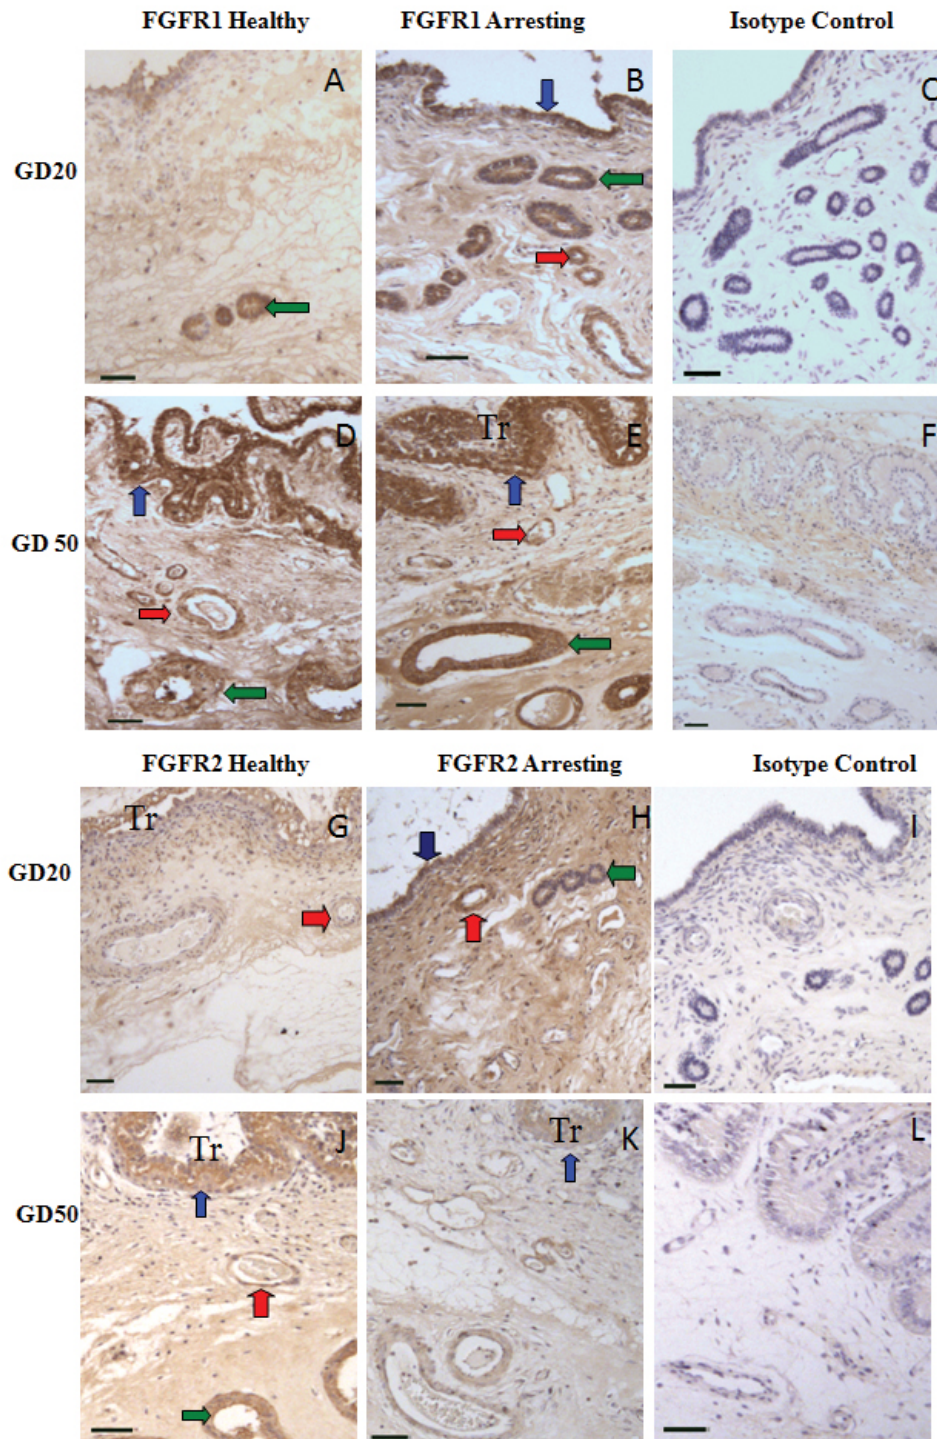 FGFR1 Healthy FGFR1 Arresting Isotype Control
GD20 A B C
GD 50 D Tr E F
FGFR2 Healthy FGFR2 Arresting Isotype Control
GD20 Tr G H I
GD50 Tr J Tr K L